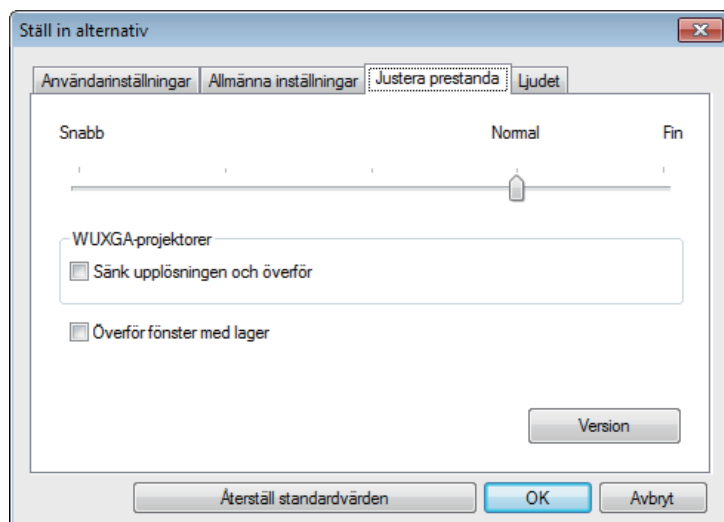 Ställ in alternativ
Användarinställningar Allmänna inställningar Justera prestanda Ljudet
Snabb Normal Fin
WUXGA-projektorer
Sänk upplösningen och överför
Överför fönster med lager
Version
Återställ standardvärden OK Avbryt